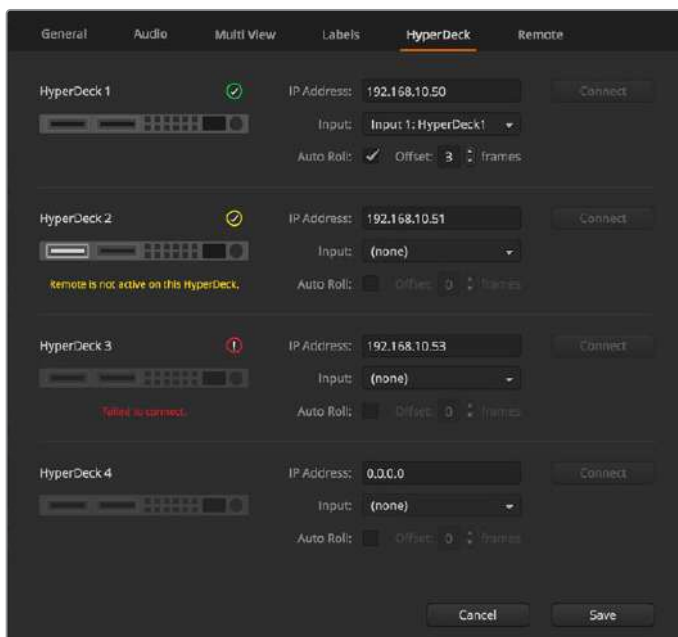 General Audio Multi View Labels HyperDeck Remote
HyperDeck 1 IP Address: 192.168.10.50 Connect
Input: Input 1: HyperDeck1
Auto Roll: Offset: 3 frames
HyperDeck 2 IP Address: 192.168.10.51 Connect
Input: (none)
Remote is not active on this HyperDeck. Auto Roll: Offset: 0 frames
HyperDeck 3 IP Address: 192.168.10.53 Connect
Input: (none)
Failed to connect. Auto Roll: Offset: 0 frames
HyperDeck 4 IP Address: 0.0.0.0 Connect
Input: (none)
Auto Roll: Offset: 0 frames
Cancel Save